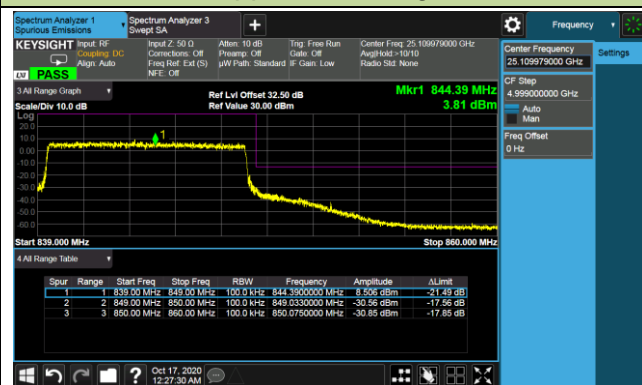 Spectrum Analyzer 1
Spurious Emissions
Spectrum Analyzer 3
Swept SA
Frequency
KEYSIGHT
Input: RF
Coupling: DC
Align: Auto
Input Z: 50 Ω
Corrections: Off
Freq Ref: Ext (S)
NFE: Off
Atten: 10 dB
Preamp: Off
µW Path: Standard
Trig: Free Run
Gate: Off
IF Gain: Low
Center Freq: 25.109979000 GHz
Avg|Hold:>10/10
Radio Std: None
LXI PASS
Center Frequency
25.109979000 GHz
Settings
CF Step
4.999000000 GHz
Auto
Man
Freq Offset
0 Hz
3 All Range Graph
Scale/Div 10.0 dB
Ref Lvl Offset 32.50 dB
Ref Value 30.00 dBm
Mkr1 844.39 MHz
3.81 dBm
Log
20.0
10.0
0.00
-10.0
-20.0
-30.0
-40.0
-50.0
-60.0
1
Start 839.000 MHz
Stop 860.000 MHz
4 All Range Table
Spur Range Start Freq Stop Freq RBW Frequency Amplitude ΔLimit
1 1 839.00 MHz 849.00 MHz 100.0 kHz 844.3900000 MHz 8.506 dBm -21.49 dB
2 2 849.00 MHz 850.00 MHz 100.0 kHz 849.0330000 MHz -30.56 dBm -17.56 dB
3 3 850.00 MHz 860.00 MHz 100.0 kHz 850.0750000 MHz -30.85 dBm -17.85 dB
Oct 17, 2020
12:27:30 AM